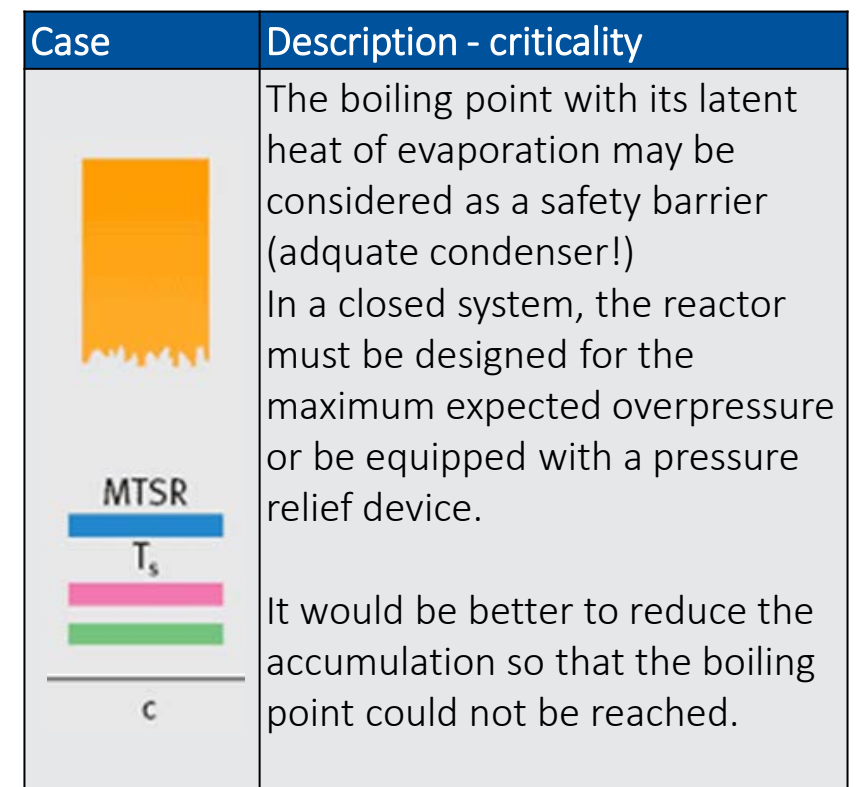 Case
Description - criticality
MTSR
Ts
c
The boiling point with its latent
heat of evaporation may be
considered as a safety barrier
(adquate condenser!)
In a closed system, the reactor
must be designed for the
maximum expected overpressure
or be equipped with a pressure
relief device.
It would be better to reduce the
accumulation so that the boiling
point could not be reached.